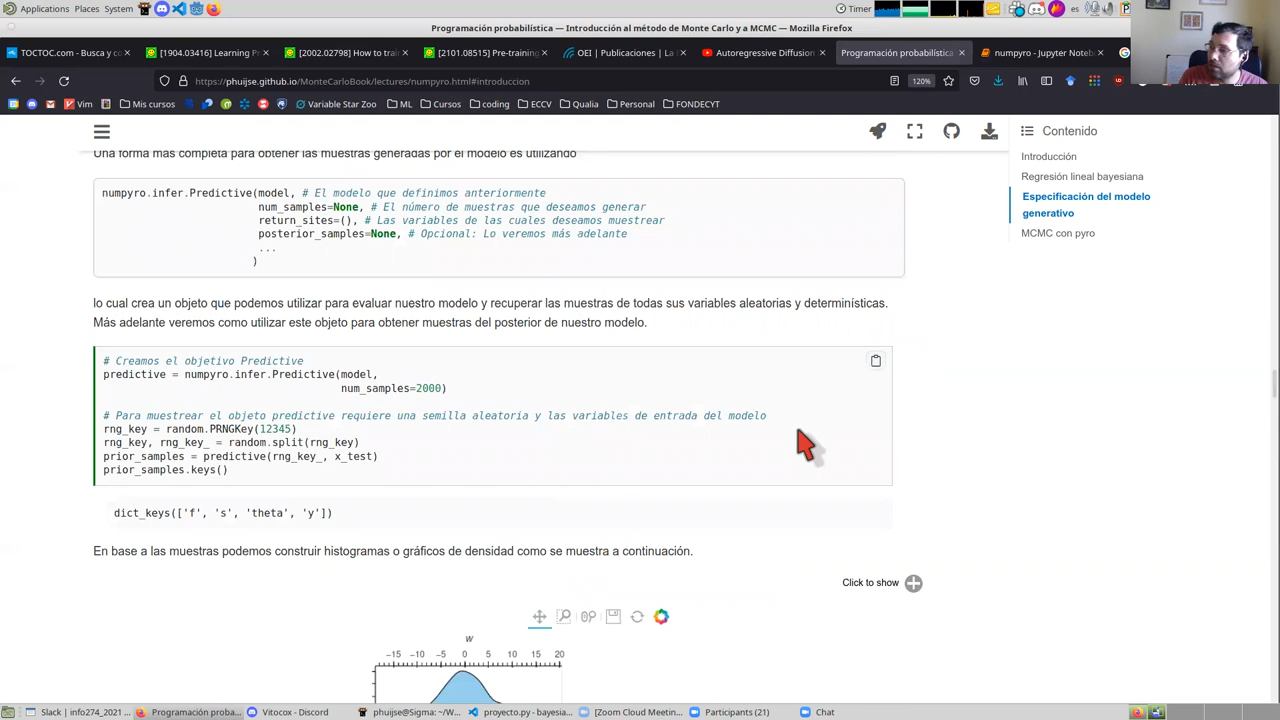 Applications Places System
Timer
es
Programación probabilística — Introducción al método de Monte Carlo y a MCMC — Mozilla Firefox
TOCTOC.com - Busca y co
[1904.03416] Learning Pr
[2002.02798] How to train
[2101.08515] Pre-training
OEI | Publicaciones | La
Autoregressive Diffusion
Programación probabilístic
numpyro - Jupyter Noteb
https://phuijse.github.io/MonteCarloBook/lectures/numpyro.html#introduccion
120%
Vim
Mis cursos
Variable Star Zoo
ML
Cursos
coding
ECCV
Qualia
Personal
FONDECYT
Contenido
Introducción
Regresión lineal bayesiana
Especificación del modelo
generativo
MCMC con pyro
Una forma más completa para obtener las muestras generadas por el modelo es utilizando
numpyro.infer.Predictive(model, # El modelo que definimos anteriormente
num_samples=None, # El número de muestras que deseamos generar
return_sites=(), # Las variables de las cuales deseamos muestrear
posterior_samples=None, # Opcional: Lo veremos más adelante
...
)
lo cual crea un objeto que podemos utilizar para evaluar nuestro modelo y recuperar las muestras de todas sus variables aleatorias y determinísticas.
Más adelante veremos como utilizar este objeto para obtener muestras del posterior de nuestro modelo.
# Creamos el objetivo Predictive
predictive = numpyro.infer.Predictive(model,
num_samples=2000)
# Para muestrear el objeto predictive requiere una semilla aleatoria y las variables de entrada del modelo
rng_key = random.PRNGKey(12345)
rng_key, rng_key_ = random.split(rng_key)
prior_samples = predictive(rng_key_, x_test)
prior_samples.keys()
dict_keys(['f', 's', 'theta', 'y'])
En base a las muestras podemos construir histogramas o gráficos de densidad como se muestra a continuación.
Click to show
w
−15 −10 −5 0 5 10 15 20
Slack | info274_2021
Programación proba...
Vitocox - Discord
phuijse@Sigma: ~/W...
proyecto.py - bayesia...
[Zoom Cloud Meetin...
Participants (21)
Chat